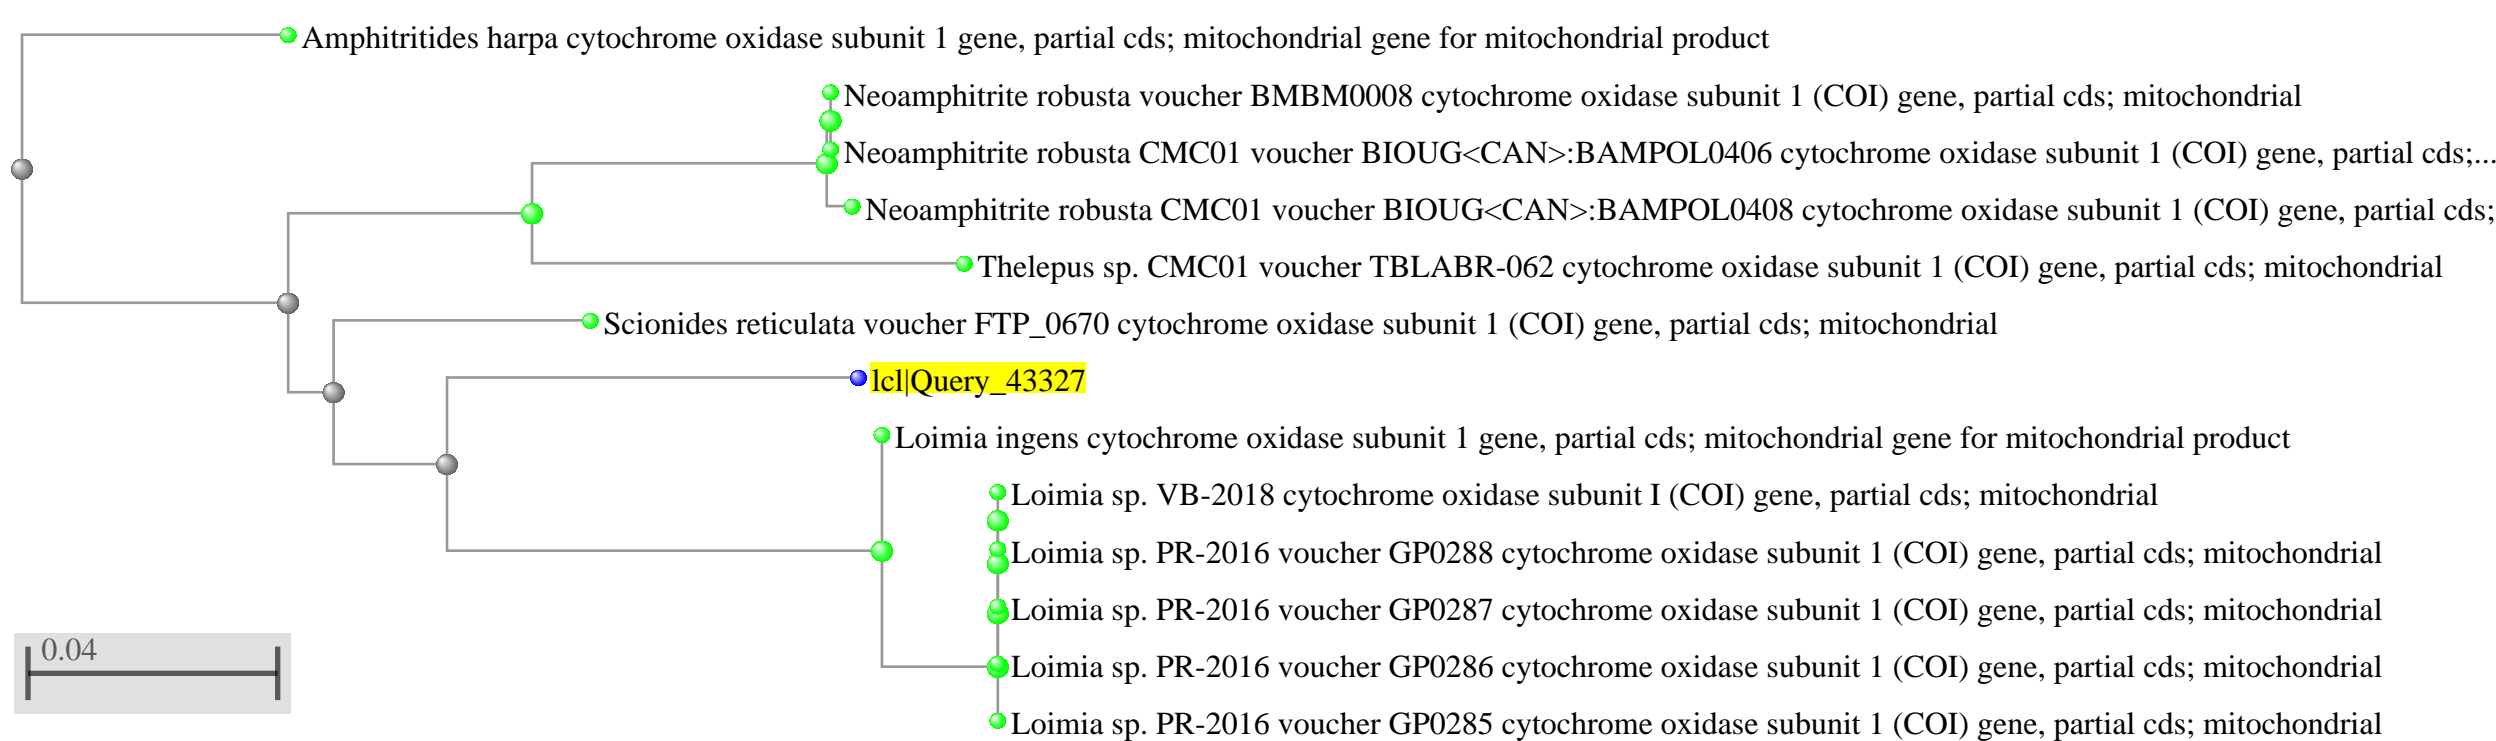 Amphitritides harpa cytochrome oxidase subunit 1 gene, partial cds; mitochondrial gene for mitochondrial product
Neoamphitrite robusta voucher BMBM0008 cytochrome oxidase subunit 1 (COI) gene, partial cds; mitochondrial
Neoamphitrite robusta CMC01 voucher BIOUG<CAN>:BAMPOL0406 cytochrome oxidase subunit 1 (COI) gene, partial cds;...
Neoamphitrite robusta CMC01 voucher BIOUG<CAN>:BAMPOL0408 cytochrome oxidase subunit 1 (COI) gene, partial cds;
Thelepus sp. CMC01 voucher TBLABR-062 cytochrome oxidase subunit 1 (COI) gene, partial cds; mitochondrial
Scionides reticulata voucher FTP_0670 cytochrome oxidase subunit 1 (COI) gene, partial cds; mitochondrial
lcl|Query_43327
Loimia ingens cytochrome oxidase subunit 1 gene, partial cds; mitochondrial gene for mitochondrial product
Loimia sp. VB-2018 cytochrome oxidase subunit I (COI) gene, partial cds; mitochondrial
Loimia sp. PR-2016 voucher GP0288 cytochrome oxidase subunit 1 (COI) gene, partial cds; mitochondrial
Loimia sp. PR-2016 voucher GP0287 cytochrome oxidase subunit 1 (COI) gene, partial cds; mitochondrial
0.04
Loimia sp. PR-2016 voucher GP0286 cytochrome oxidase subunit 1 (COI) gene, partial cds; mitochondrial
Loimia sp. PR-2016 voucher GP0285 cytochrome oxidase subunit 1 (COI) gene, partial cds; mitochondrial